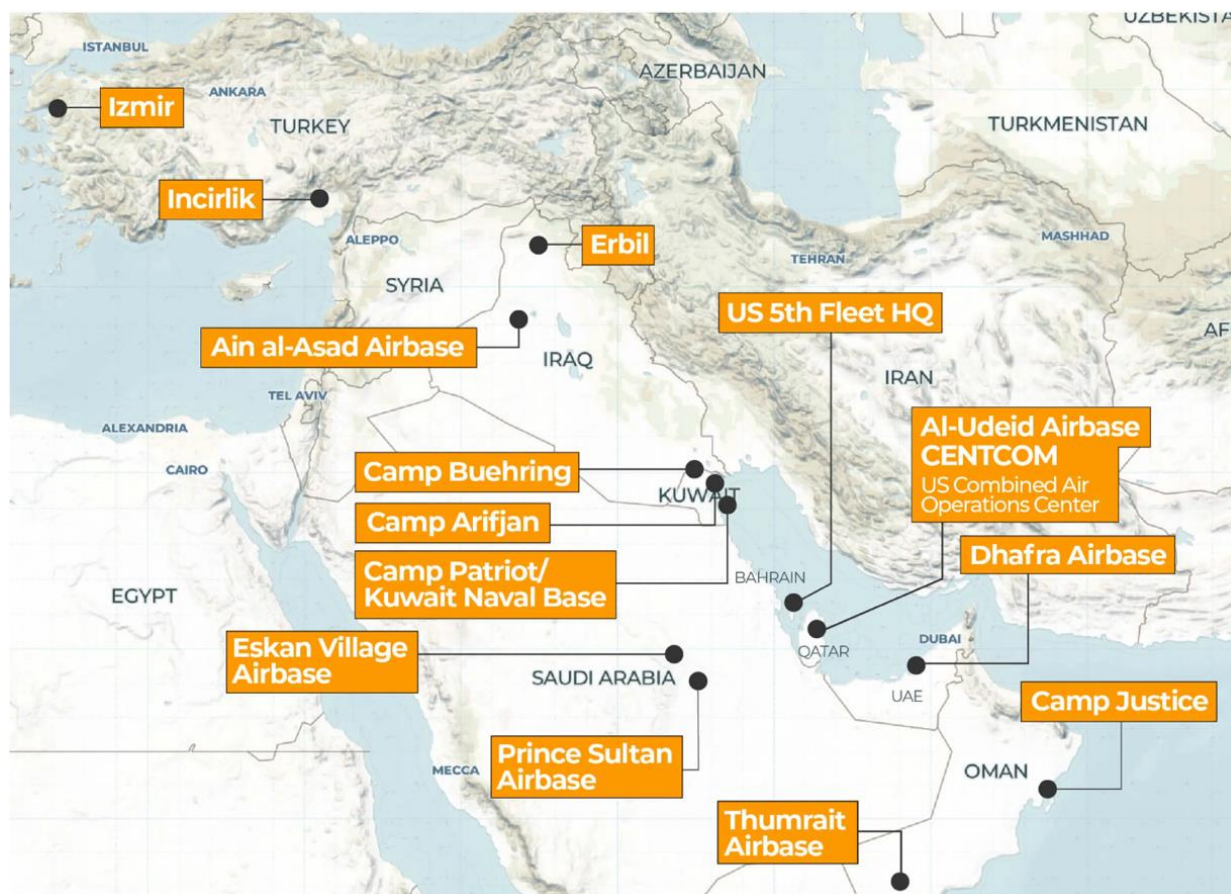 UZBEKISTA
ISTANBUL
AZERBAIJAN
Izmir
ANKARA
TURKEY
TURKMENISTAN
Incirlik
ALEPPO
Erbil
MASHHAD
TEHRAN
SYRIA
US 5th Fleet HQ
Ain al-Asad Airbase
IRAQ
AF
IRAN
TEL AVIV
ALEXANDRIA
Al-Udeid Airbase
CENTCOM
US Combined Air
Operations Center
CAIRO
Camp Buehring
KUWAIT
Camp Arifjan
Dhafra Airbase
Camp Patriot/
Kuwait Naval Base
BAHRAIN
EGYPT
DUBAI
Eskan Village
Airbase
QATAR
SAUDI ARABIA
UAE
Camp Justice
Prince Sultan
Airbase
MECCA
OMAN
Thumrait
Airbase